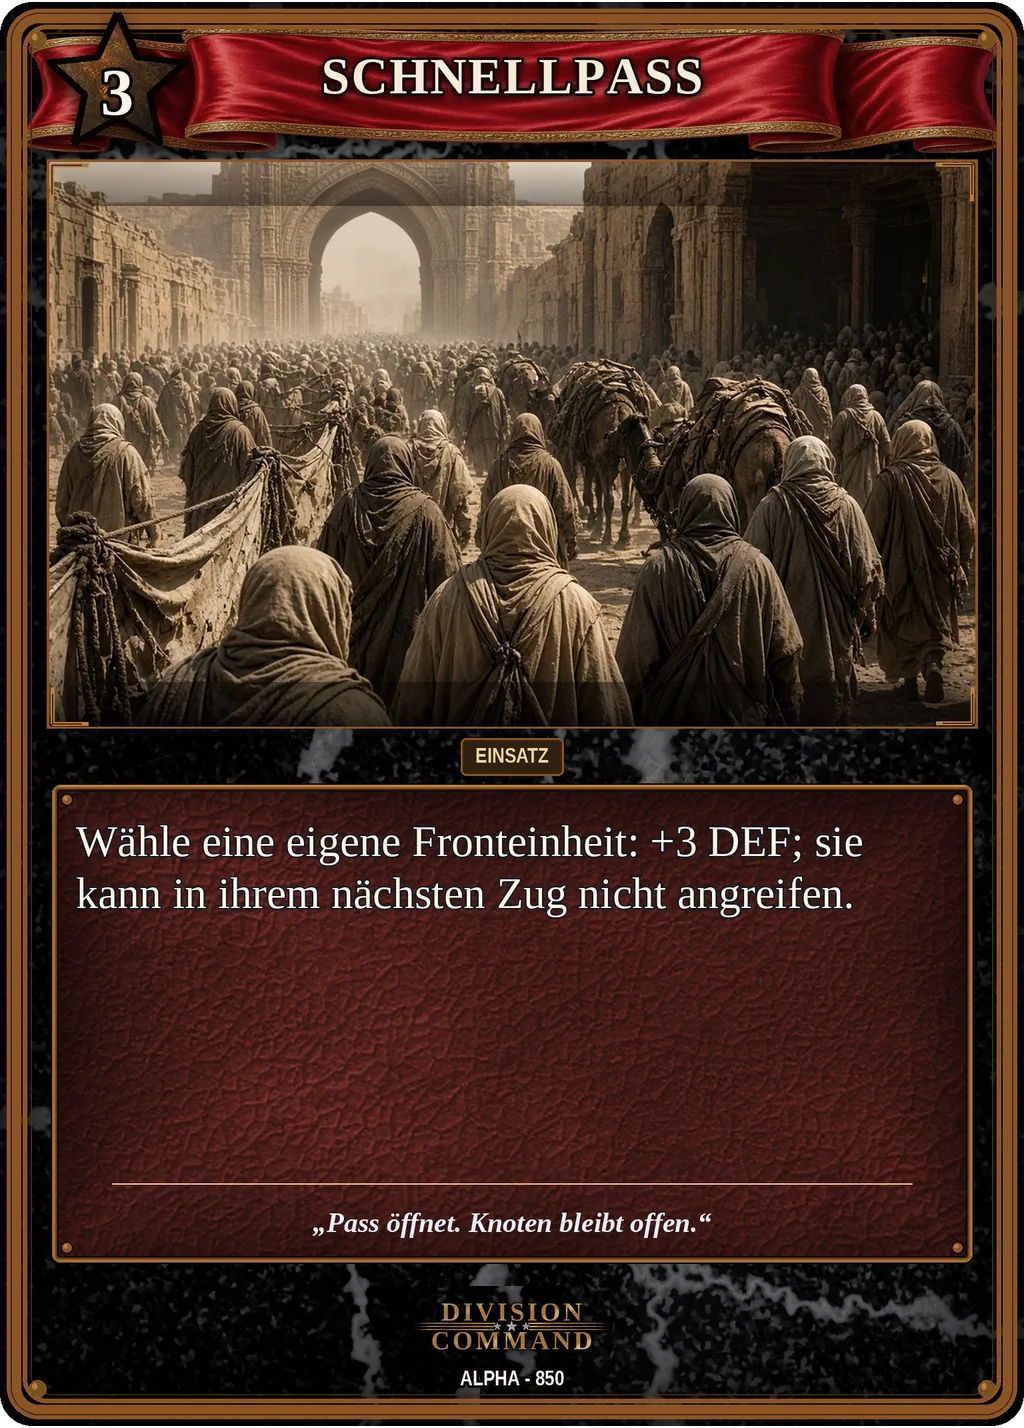 3
SCHNELLPASS
EINSATZ
Wähle eine eigene Fronteinheit: +3 DEF; sie
kann in ihrem nächsten Zug nicht angreifen.
„Pass öffnet. Knoten bleibt offen.“
DIVISION
COMMAND
ALPHA - 850